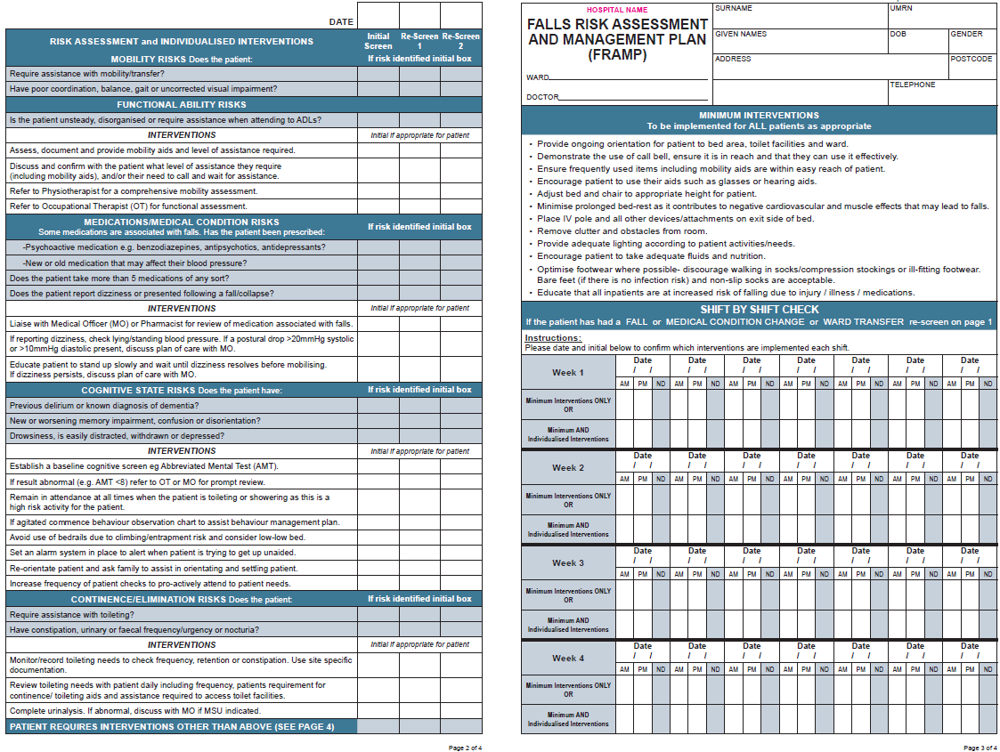 DATE
RISK ASSESSMENT and INDIVIDUALISED INTERVENTIONS
Initial Screen
Re-Screen 1
Re-Screen 2
MOBILITY RISKS Does the patient:
If risk identified initial box
Require assistance with mobility/transfer?
Have poor coordination, balance, gait or uncorrected visual impairment?
FUNCTIONAL ABILITY RISKS
Is the patient unsteady, disorganised or require assistance when attending to ADLs?
INTERVENTIONS
Initial if appropriate for patient
Assess, document and provide mobility aids and level of assistance required.
Discuss and confirm with the patient what level of assistance they require
(including mobility aids), and/or their need to call and wait for assistance.
Refer to Physiotherapist for a comprehensive mobility assessment.
Refer to Occupational Therapist (OT) for functional assessment.
MEDICATIONS/MEDICAL CONDITION RISKS
Some medications are associated with falls. Has the patient been prescribed:
If risk identified initial box
-Psychoactive medication e.g. benzodiazepines, antipsychotics, antidepressants?
-New or old medication that may affect their blood pressure?
Does the patient take more than 5 medications of any sort?
Does the patient report dizziness or presented following a fall/collapse?
INTERVENTIONS
Initial if appropriate for patient
Liaise with Medical Officer (MO) or Pharmacist for review of medication associated with falls.
If reporting dizziness, check lying/standing blood pressure. If a postural drop >20mmHg systolic
or >10mmHg diastolic present, discuss plan of care with MO.
Educate patient to stand up slowly and wait until dizziness resolves before mobilising.
If dizziness persists, discuss plan of care with MO.
COGNITIVE STATE RISKS Does the patient have:
If risk identified initial box
Previous delirium or known diagnosis of dementia?
New or worsening memory impairment, confusion or disorientation?
Drowsiness, is easily distracted, withdrawn or depressed?
INTERVENTIONS
Initial if appropriate for patient
Establish a baseline cognitive screen eg Abbreviated Mental Test (AMT).
If result abnormal (e.g. AMT <8) refer to OT or MO for prompt review.
Remain in attendance at all times when the patient is toileting or showering as this is a
high risk activity for the patient.
If agitated commence behaviour observation chart to assist behaviour management plan.
Avoid use of bedrails due to climbing/entrapment risk and consider low-low bed.
Set an alarm system in place to alert when patient is trying to get up unaided.
Re-orientate patient and ask family to assist in orientating and settling patient.
Increase frequency of patient checks to pro-actively attend to patient needs.
CONTINENCE/ELIMINATION RISKS Does the patient:
If risk identified initial box
Require assistance with toileting?
Have constipation, urinary or faecal frequency/urgency or nocturia?
INTERVENTIONS
Initial if appropriate for patient
Monitor/record toileting needs to check frequency, retention or constipation. Use site specific
documentation.
Review toileting needs with patient daily including frequency, patients requirement for
continence/ toileting aids and assistance required to access toilet facilities.
Complete urinalysis. If abnormal, discuss with MO if MSU indicated.
PATIENT REQUIRES INTERVENTIONS OTHER THAN ABOVE (SEE PAGE 4)
Page 2 of 4
HOSPITAL NAME
FALLS RISK ASSESSMENT
AND MANAGEMENT PLAN
(FRAMP)
WARD
DOCTOR
SURNAME
UMRN
GIVEN NAMES
DOB
GENDER
ADDRESS
POSTCODE
TELEPHONE
MINIMUM INTERVENTIONS
To be implemented for ALL patients as appropriate
• Provide ongoing orientation for patient to bed area, toilet facilities and ward.
• Demonstrate the use of call bell, ensure it is in reach and that they can use it effectively.
• Ensure frequently used items including mobility aids are within easy reach of patient.
• Encourage patient to use their aids such as glasses or hearing aids.
• Adjust bed and chair to appropriate height for patient.
• Minimise prolonged bed-rest as it contributes to negative cardiovascular and muscle effects that may lead to falls.
• Place IV pole and all other devices/attachments on exit side of bed.
• Remove clutter and obstacles from room.
• Provide adequate lighting according to patient activities/needs.
• Encourage patient to take adequate fluids and nutrition.
• Optimise footwear where possible- discourage walking in socks/compression stockings or ill-fitting footwear.
Bare feet (if there is no infection risk) and non-slip socks are acceptable.
• Educate that all inpatients are at increased risk of falling due to injury / illness / medications.
SHIFT BY SHIFT CHECK
If the patient has had a FALL or MEDICAL CONDITION CHANGE or WARD TRANSFER re-screen on page 1
Instructions:
Please date and initial below to confirm which interventions are implemented each shift.
Week 1
Date Date Date Date Date Date Date
/ / / / / / / / / / / / / /
AM PM ND AM PM ND AM PM ND AM PM ND AM PM ND AM PM ND AM PM ND
Minimum Interventions ONLY
OR
Minimum AND
Individualised Interventions
Week 2
Date Date Date Date Date Date Date
/ / / / / / / / / / / / / /
AM PM ND AM PM ND AM PM ND AM PM ND AM PM ND AM PM ND AM PM ND
Minimum Interventions ONLY
OR
Minimum AND
Individualised Interventions
Week 3
Date Date Date Date Date Date Date
/ / / / / / / / / / / / / /
AM PM ND AM PM ND AM PM ND AM PM ND AM PM ND AM PM ND AM PM ND
Minimum Interventions ONLY
OR
Minimum AND
Individualised Interventions
Week 4
Date Date Date Date Date Date Date
/ / / / / / / / / / / / / /
AM PM ND AM PM ND AM PM ND AM PM ND AM PM ND AM PM ND AM PM ND
Minimum Interventions ONLY
OR
Minimum AND
Individualised Interventions
Page 3 of 4